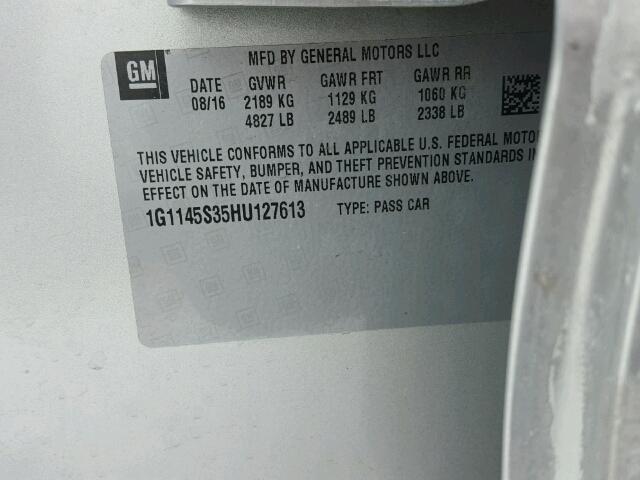 GM
MFD BY GENERAL MOTORS LLC
DATE GVWR GAWR FRT GAWR RR
08/16 2189 KG 1129 KG 1060 KG
4827 LB 2489 LB 2338 LB
THIS VEHICLE CONFORMS TO ALL APPLICABLE U.S. FEDERAL MOTOR
VEHICLE SAFETY, BUMPER, AND THEFT PREVENTION STANDARDS IN
EFFECT ON THE DATE OF MANUFACTURE SHOWN ABOVE.
1G1145S35HU127613 TYPE: PASS CAR